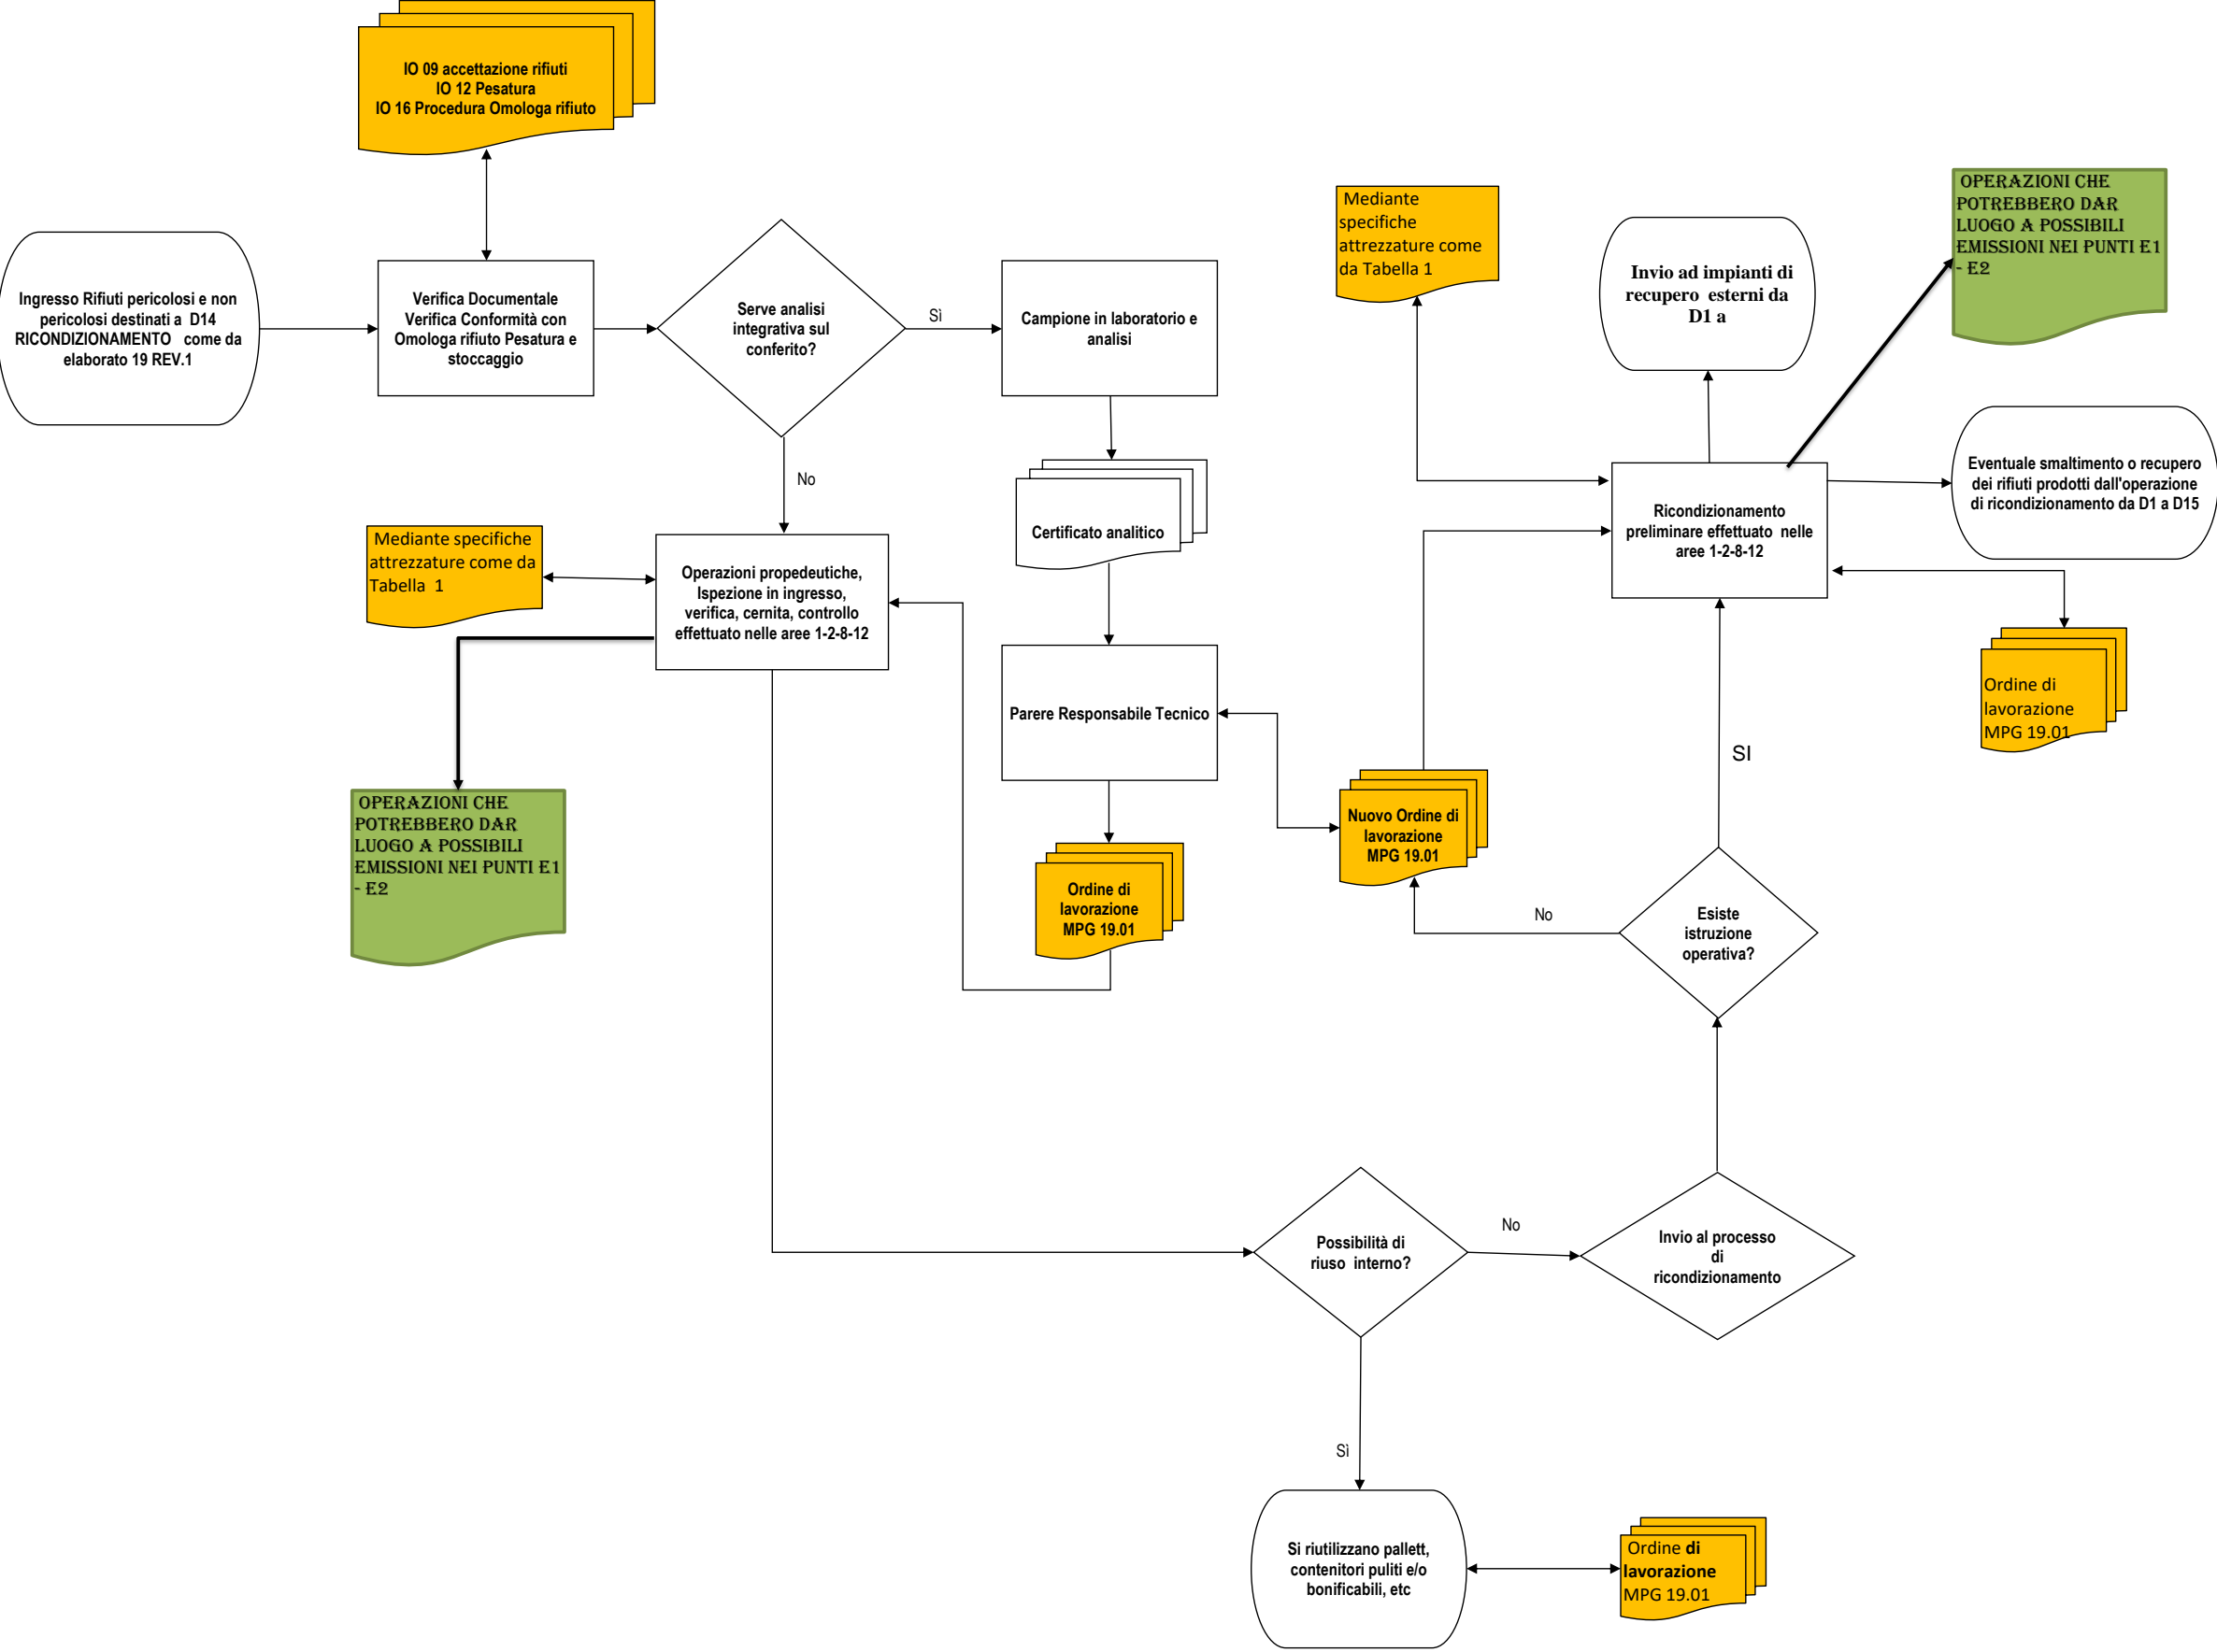 IO 09 accettazione rifiuti
IO 12 Pesatura
IO 16 Procedura Omologa rifiuto
Ingresso Rifiuti pericolosi e non
pericolosi destinati a D14
RICONDIZIONAMENTO come da
elaborato 19 REV.1
Verifica Documentale
Verifica Conformità con
Omologa rifiuto Pesatura e
stoccaggio
Serve analisi
integrativa sul
conferito?
Sì
No
Campione in laboratorio e
analisi
Certificato analitico
Parere Responsabile Tecnico
Ordine di
lavorazione
MPG 19.01
Mediante specifiche
attrezzature come da
Tabella 1
Operazioni propedeutiche,
Ispezione in ingresso,
verifica, cernita, controllo
effettuato nelle aree 1-2-8-12
OPERAZIONI CHE
POTREBBERO DAR
LUOGO A POSSIBILI
EMISSIONI NEI PUNTI E1
- E2
Mediante
specifiche
attrezzature come
da Tabella 1
Invio ad impianti di
recupero esterni da
D1 a
OPERAZIONI CHE
POTREBBERO DAR
LUOGO A POSSIBILI
EMISSIONI NEI PUNTI E1
- E2
Ricondizionamento
preliminare effettuato nelle
aree 1-2-8-12
Eventuale smaltimento o recupero
dei rifiuti prodotti dall'operazione
di ricondizionamento da D1 a D15
Ordine di
lavorazione
MPG 19.01
SI
Nuovo Ordine di
lavorazione
MPG 19.01
No
Esiste
istruzione
operativa?
Possibilità di
riuso interno?
No
Invio al processo
di
ricondizionamento
Sì
Si riutilizzano pallett,
contenitori puliti e/o
bonificabili, etc
Ordine di
lavorazione
MPG 19.01